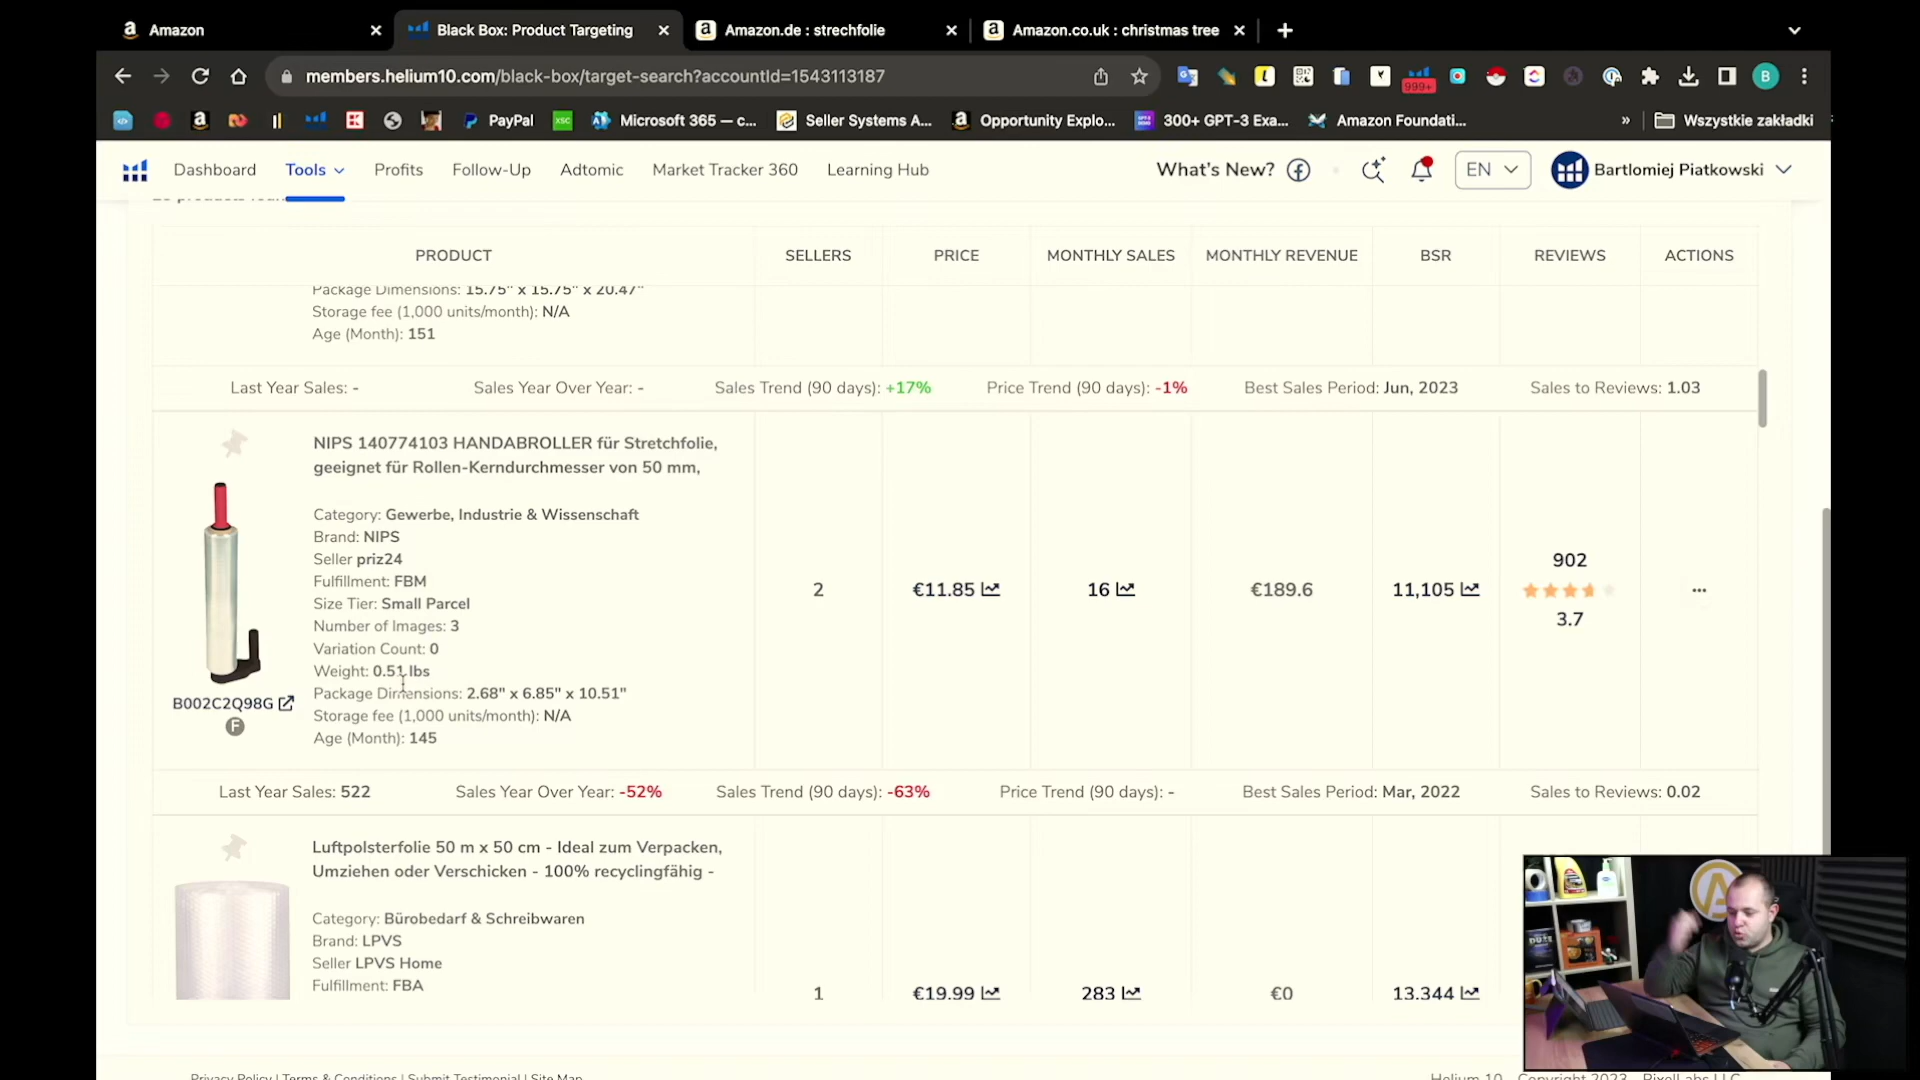 Amazon
Black Box: Product Targeting
Amazon.de : strechfolie
Amazon.co.uk : christmas tree
members.helium10.com/black-box/target-search?accountId=1543113187
999+
B
PayPal
XSC
Microsoft 365 — c...
Seller Systems A...
Opportunity Explo...
300+ GPT-3 Exa...
Amazon Foundati...
»
Wszystkie zakładki
Dashboard
Tools
Profits
Follow-Up
Adtomic
Market Tracker 360
Learning Hub
What's New?
EN
Bartlomiej Piatkowski
PRODUCT
SELLERS
PRICE
MONTHLY SALES
MONTHLY REVENUE
BSR
REVIEWS
ACTIONS
Package Dimensions: 15.75" x 15.75" x 20.47"
Storage fee (1,000 units/month): N/A
Age (Month): 151
Last Year Sales: -
Sales Year Over Year: -
Sales Trend (90 days): +17%
Price Trend (90 days): -1%
Best Sales Period: Jun, 2023
Sales to Reviews: 1.03
NIPS 140774103 HANDABROLLER für Stretchfolie,
geeignet für Rollen-Kerndurchmesser von 50 mm,
Category: Gewerbe, Industrie & Wissenschaft
Brand: NIPS
Seller priz24
Fulfillment: FBM
Size Tier: Small Parcel
Number of Images: 3
Variation Count: 0
Weight: 0.51 lbs
Package Dimensions: 2.68" x 6.85" x 10.51"
Storage fee (1,000 units/month): N/A
Age (Month): 145
B002C2Q98G
F
2
€11.85
16
€189.6
11,105
902
3.7
...
Last Year Sales: 522
Sales Year Over Year: -52%
Sales Trend (90 days): -63%
Price Trend (90 days): -
Best Sales Period: Mar, 2022
Sales to Reviews: 0.02
Luftpolsterfolie 50 m x 50 cm - Ideal zum Verpacken,
Umziehen oder Verschicken - 100% recyclingfähig -
Category: Bürobedarf & Schreibwaren
Brand: LPVS
Seller LPVS Home
Fulfillment: FBA
1
€19.99
283
€0
13,344
Privacy Policy | Terms & Conditions | Submit Testimonial | Site Map